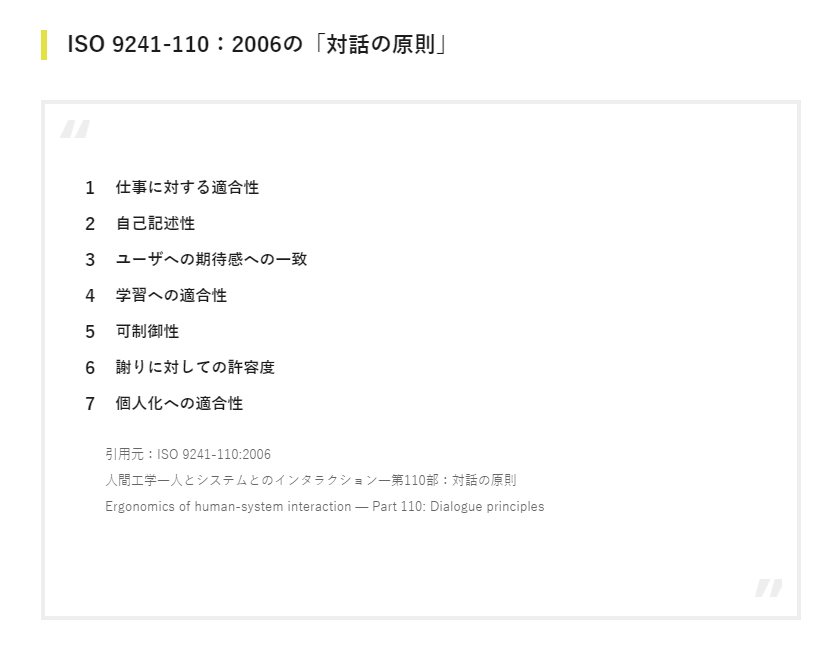 ISO 9241-110：2006の「対話の原則」
1 仕事に対する適合性
2 自己記述性
3 ユーザへの期待感への一致
4 学習への適合性
5 可制御性
6 謝りに対しての許容度
7 個人化への適合性
引用元：ISO 9241-110:2006
人間工学―人とシステムとのインタラクション―第110部：対話の原則
Ergonomics of human-system interaction — Part 110: Dialogue principles